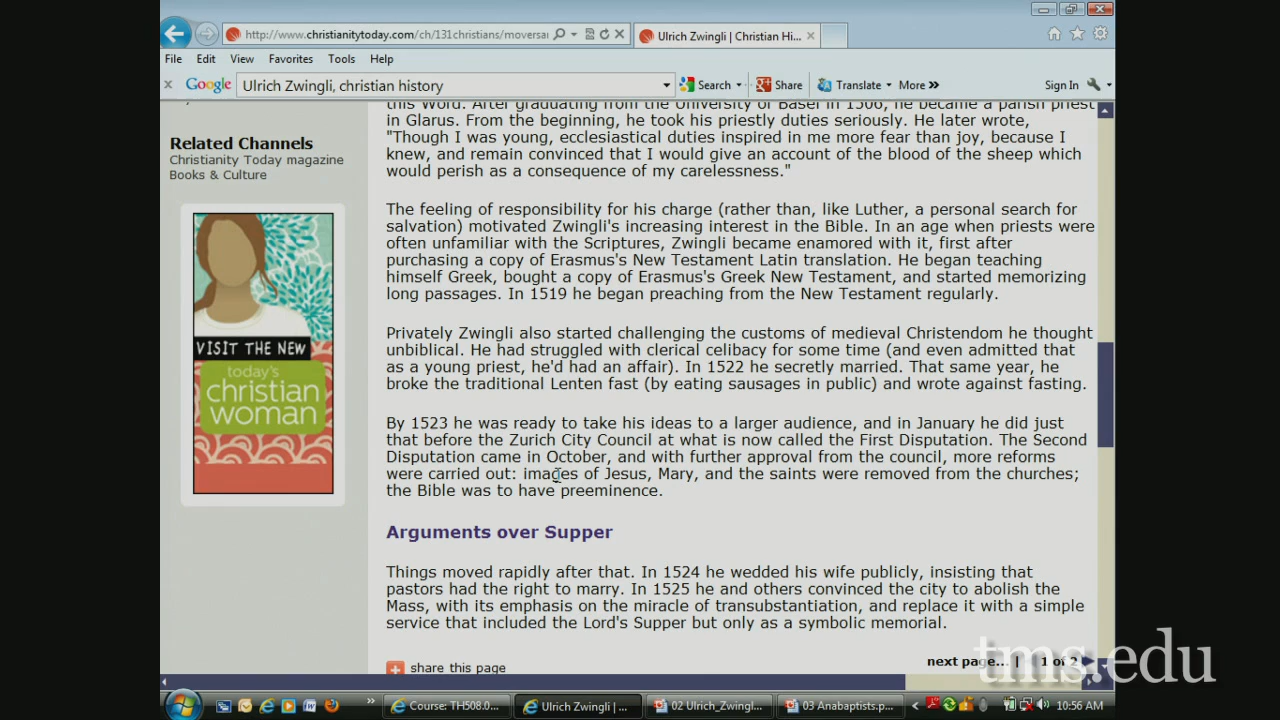 http://www.christianitytoday.com/ch/131christians/moversa
Ulrich Zwingli | Christian Hi...
File Edit View Favorites Tools Help
Google Ulrich Zwingli, christian history Search Share Translate More » Sign In
Related Channels
Christianity Today magazine
Books & Culture
VISIT THE NEW
today's
christian
woman
this Word. After graduating from the University of Basel in 1506, he became a parish priest
in Glarus. From the beginning, he took his priestly duties seriously. He later wrote,
"Though I was young, ecclesiastical duties inspired in me more fear than joy, because I
knew, and remain convinced that I would give an account of the blood of the sheep which
would perish as a consequence of my carelessness."
The feeling of responsibility for his charge (rather than, like Luther, a personal search for
salvation) motivated Zwingli's increasing interest in the Bible. In an age when priests were
often unfamiliar with the Scriptures, Zwingli became enamored with it, first after
purchasing a copy of Erasmus's New Testament Latin translation. He began teaching
himself Greek, bought a copy of Erasmus's Greek New Testament, and started memorizing
long passages. In 1519 he began preaching from the New Testament regularly.
Privately Zwingli also started challenging the customs of medieval Christendom he thought
unbiblical. He had struggled with clerical celibacy for some time (and even admitted that
as a young priest, he'd had an affair). In 1522 he secretly married. That same year, he
broke the traditional Lenten fast (by eating sausages in public) and wrote against fasting.
By 1523 he was ready to take his ideas to a larger audience, and in January he did just
that before the Zurich City Council at what is now called the First Disputation. The Second
Disputation came in October, and with further approval from the council, more reforms
were carried out: images of Jesus, Mary, and the saints were removed from the churches;
the Bible was to have preeminence.
Arguments over Supper
Things moved rapidly after that. In 1524 he wedded his wife publicly, insisting that
pastors had the right to marry. In 1525 he and others convinced the city to abolish the
Mass, with its emphasis on the miracle of transubstantiation, and replace it with a simple
service that included the Lord's Supper but only as a symbolic memorial.
next page... | 1 of 2
share this page
tms.edu
Course: TH508.0... Ulrich Zwingli | ... 02 Ulrich_Zwingl... 03 Anabaptists.p... 10:56 AM